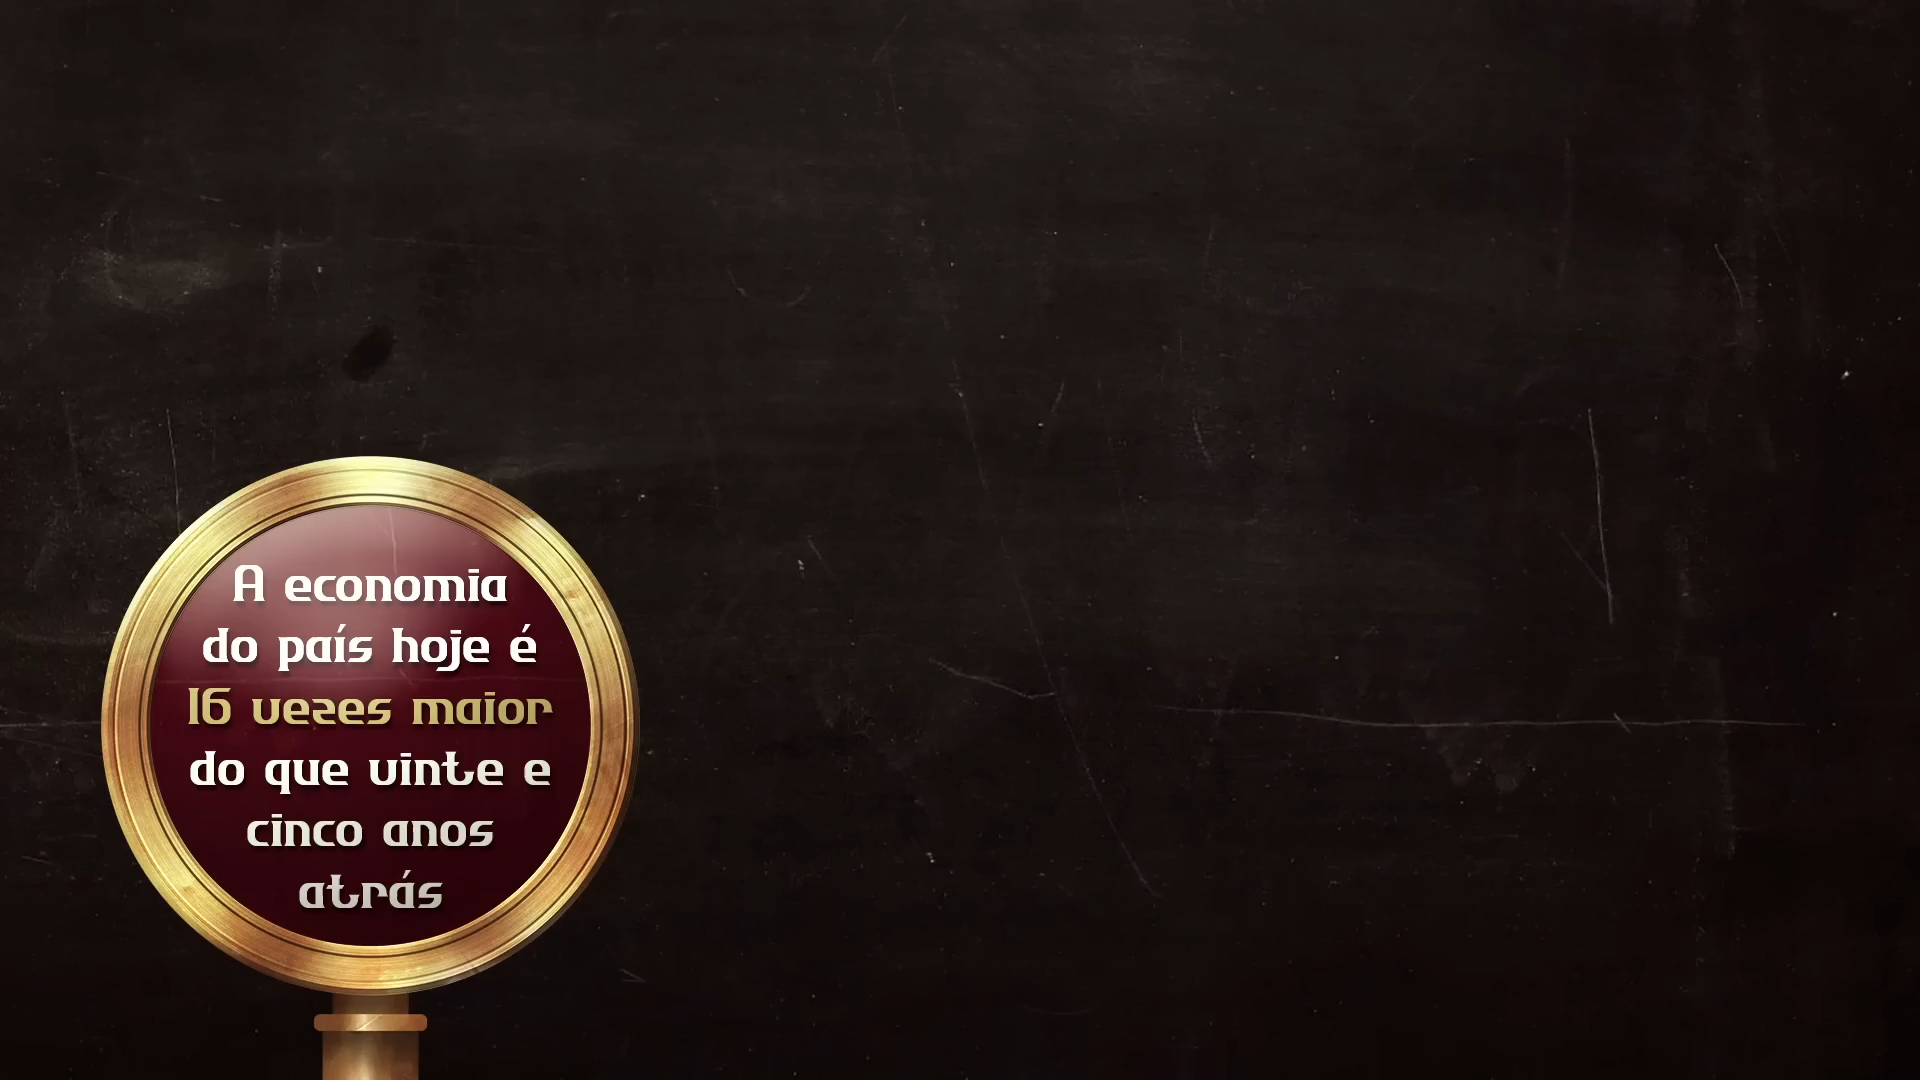 A economia
do país hoje é
16 vezes maior
do que vinte e
cinco anos
atrás